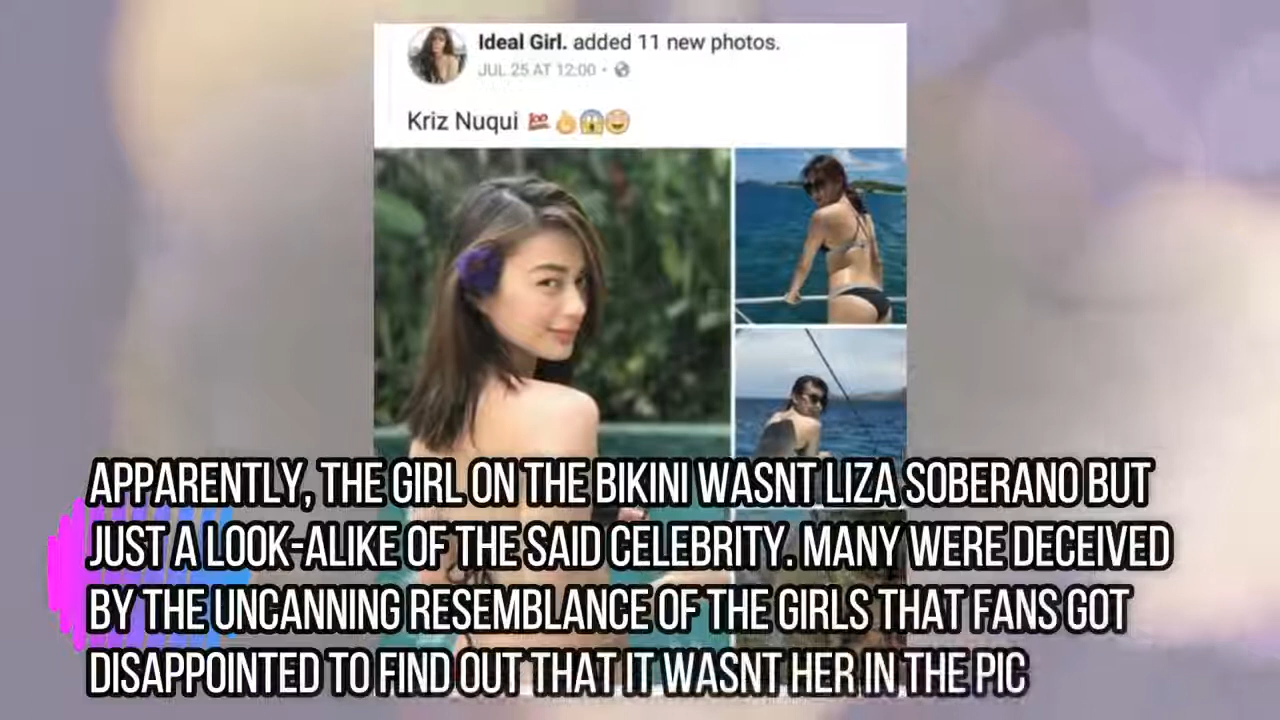 Ideal Girl. added 11 new photos.
JUL 25 AT 12:00 •
Kriz Nuqui 💯👌😱😍
APPARENTLY, THE GIRL ON THE BIKINI WASNT LIZA SOBERANO BUT
JUST A LOOK-ALIKE OF THE SAID CELEBRITY. MANY WERE DECEIVED
BY THE UNCANNING RESEMBLANCE OF THE GIRLS THAT FANS GOT
DISAPPOINTED TO FIND OUT THAT IT WASNT HER IN THE PIC